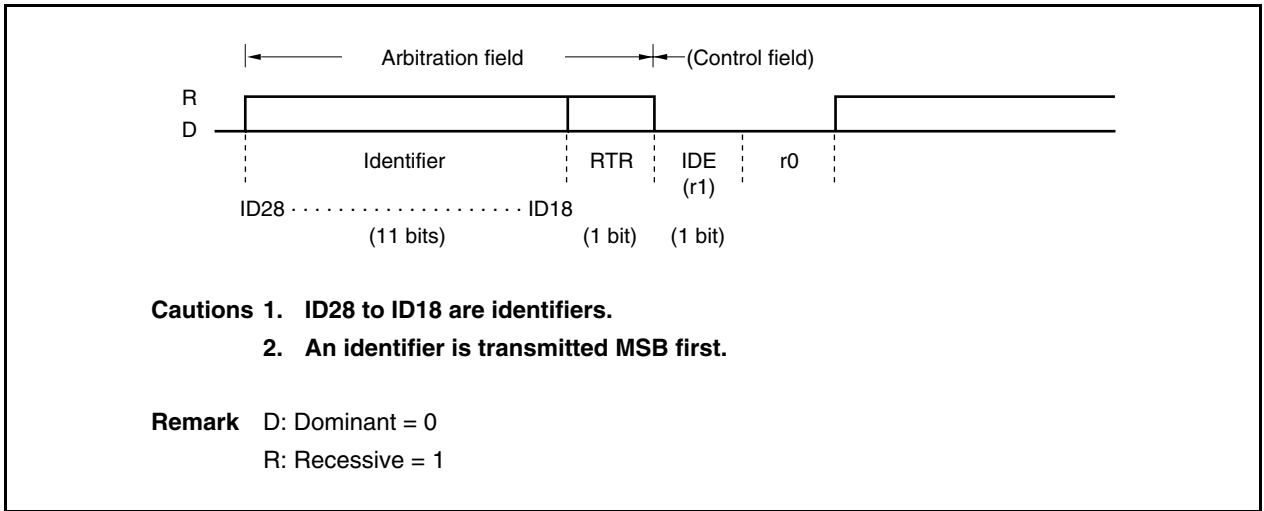 Arbitration field (Control field)
R
D
Identifier RTR IDE r0
(r1)
ID28 · · · · · · · · · · · · · · · · · · · · ID18
(11 bits) (1 bit) (1 bit)
Cautions 1. ID28 to ID18 are identifiers.
2. An identifier is transmitted MSB first.
Remark D: Dominant = 0
R: Recessive = 1